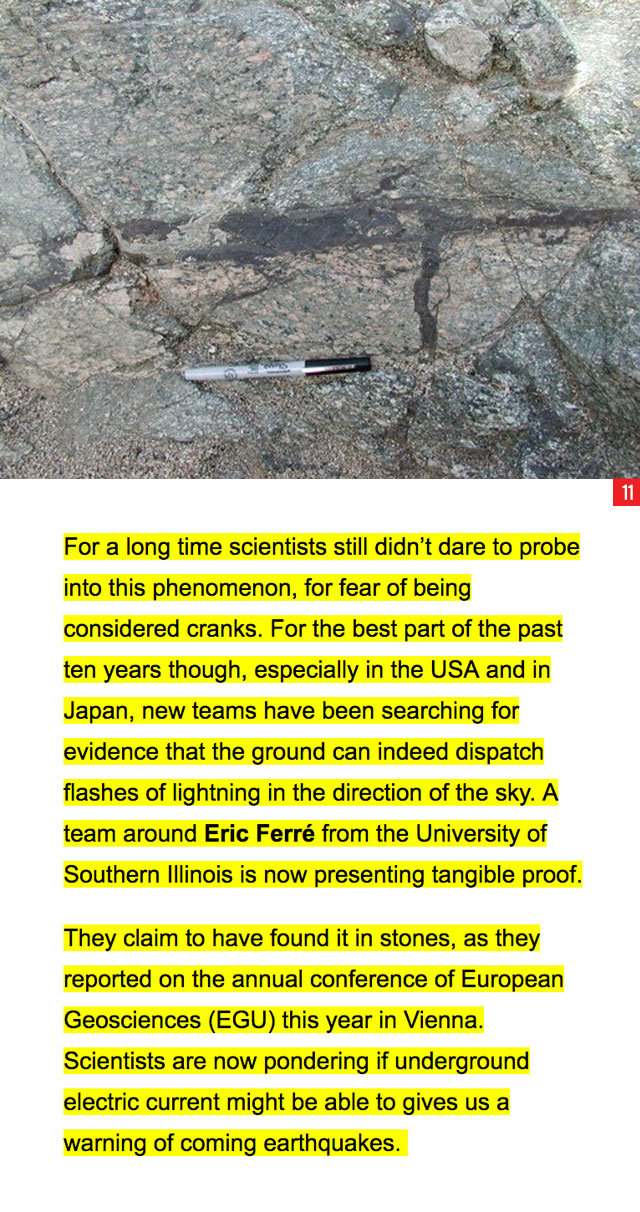 11
For a long time scientists still didn’t dare to probe
into this phenomenon, for fear of being
considered cranks. For the best part of the past
ten years though, especially in the USA and in
Japan, new teams have been searching for
evidence that the ground can indeed dispatch
flashes of lightning in the direction of the sky. A
team around Eric Ferré from the University of
Southern Illinois is now presenting tangible proof.
They claim to have found it in stones, as they
reported on the annual conference of European
Geosciences (EGU) this year in Vienna.
Scientists are now pondering if underground
electric current might be able to gives us a
warning of coming earthquakes.